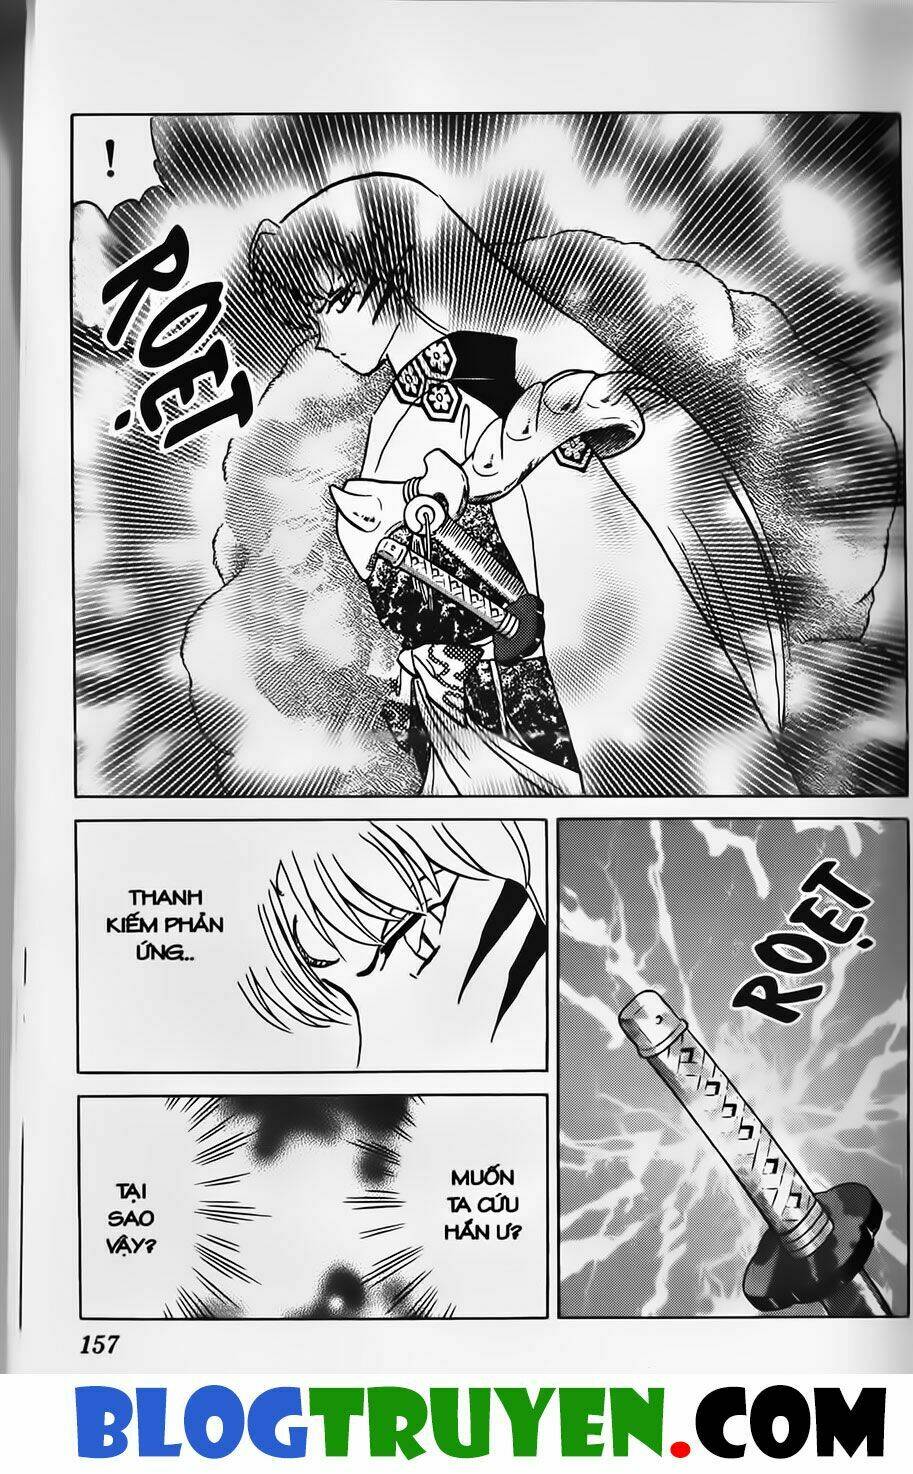 !
ROẸT
THANH
KIẾM PHẢN
ỨNG...
ROẸT
TẠI
SAO
VẬY?
MUỐN
TA CỨU
HẮN Ư?
157
BLOGTRUYEN.COM